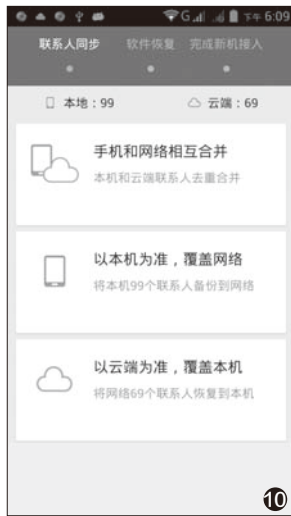 G 下午 6:09
联系人同步 软件恢复 完成新机接入
本地：99 云端：69
手机和网络相互合并
本机和云端联系人去重合并
以本机为准，覆盖网络
将本机99个联系人备份到网络
以云端为准，覆盖本机
将网络69个联系人恢复到本机
10